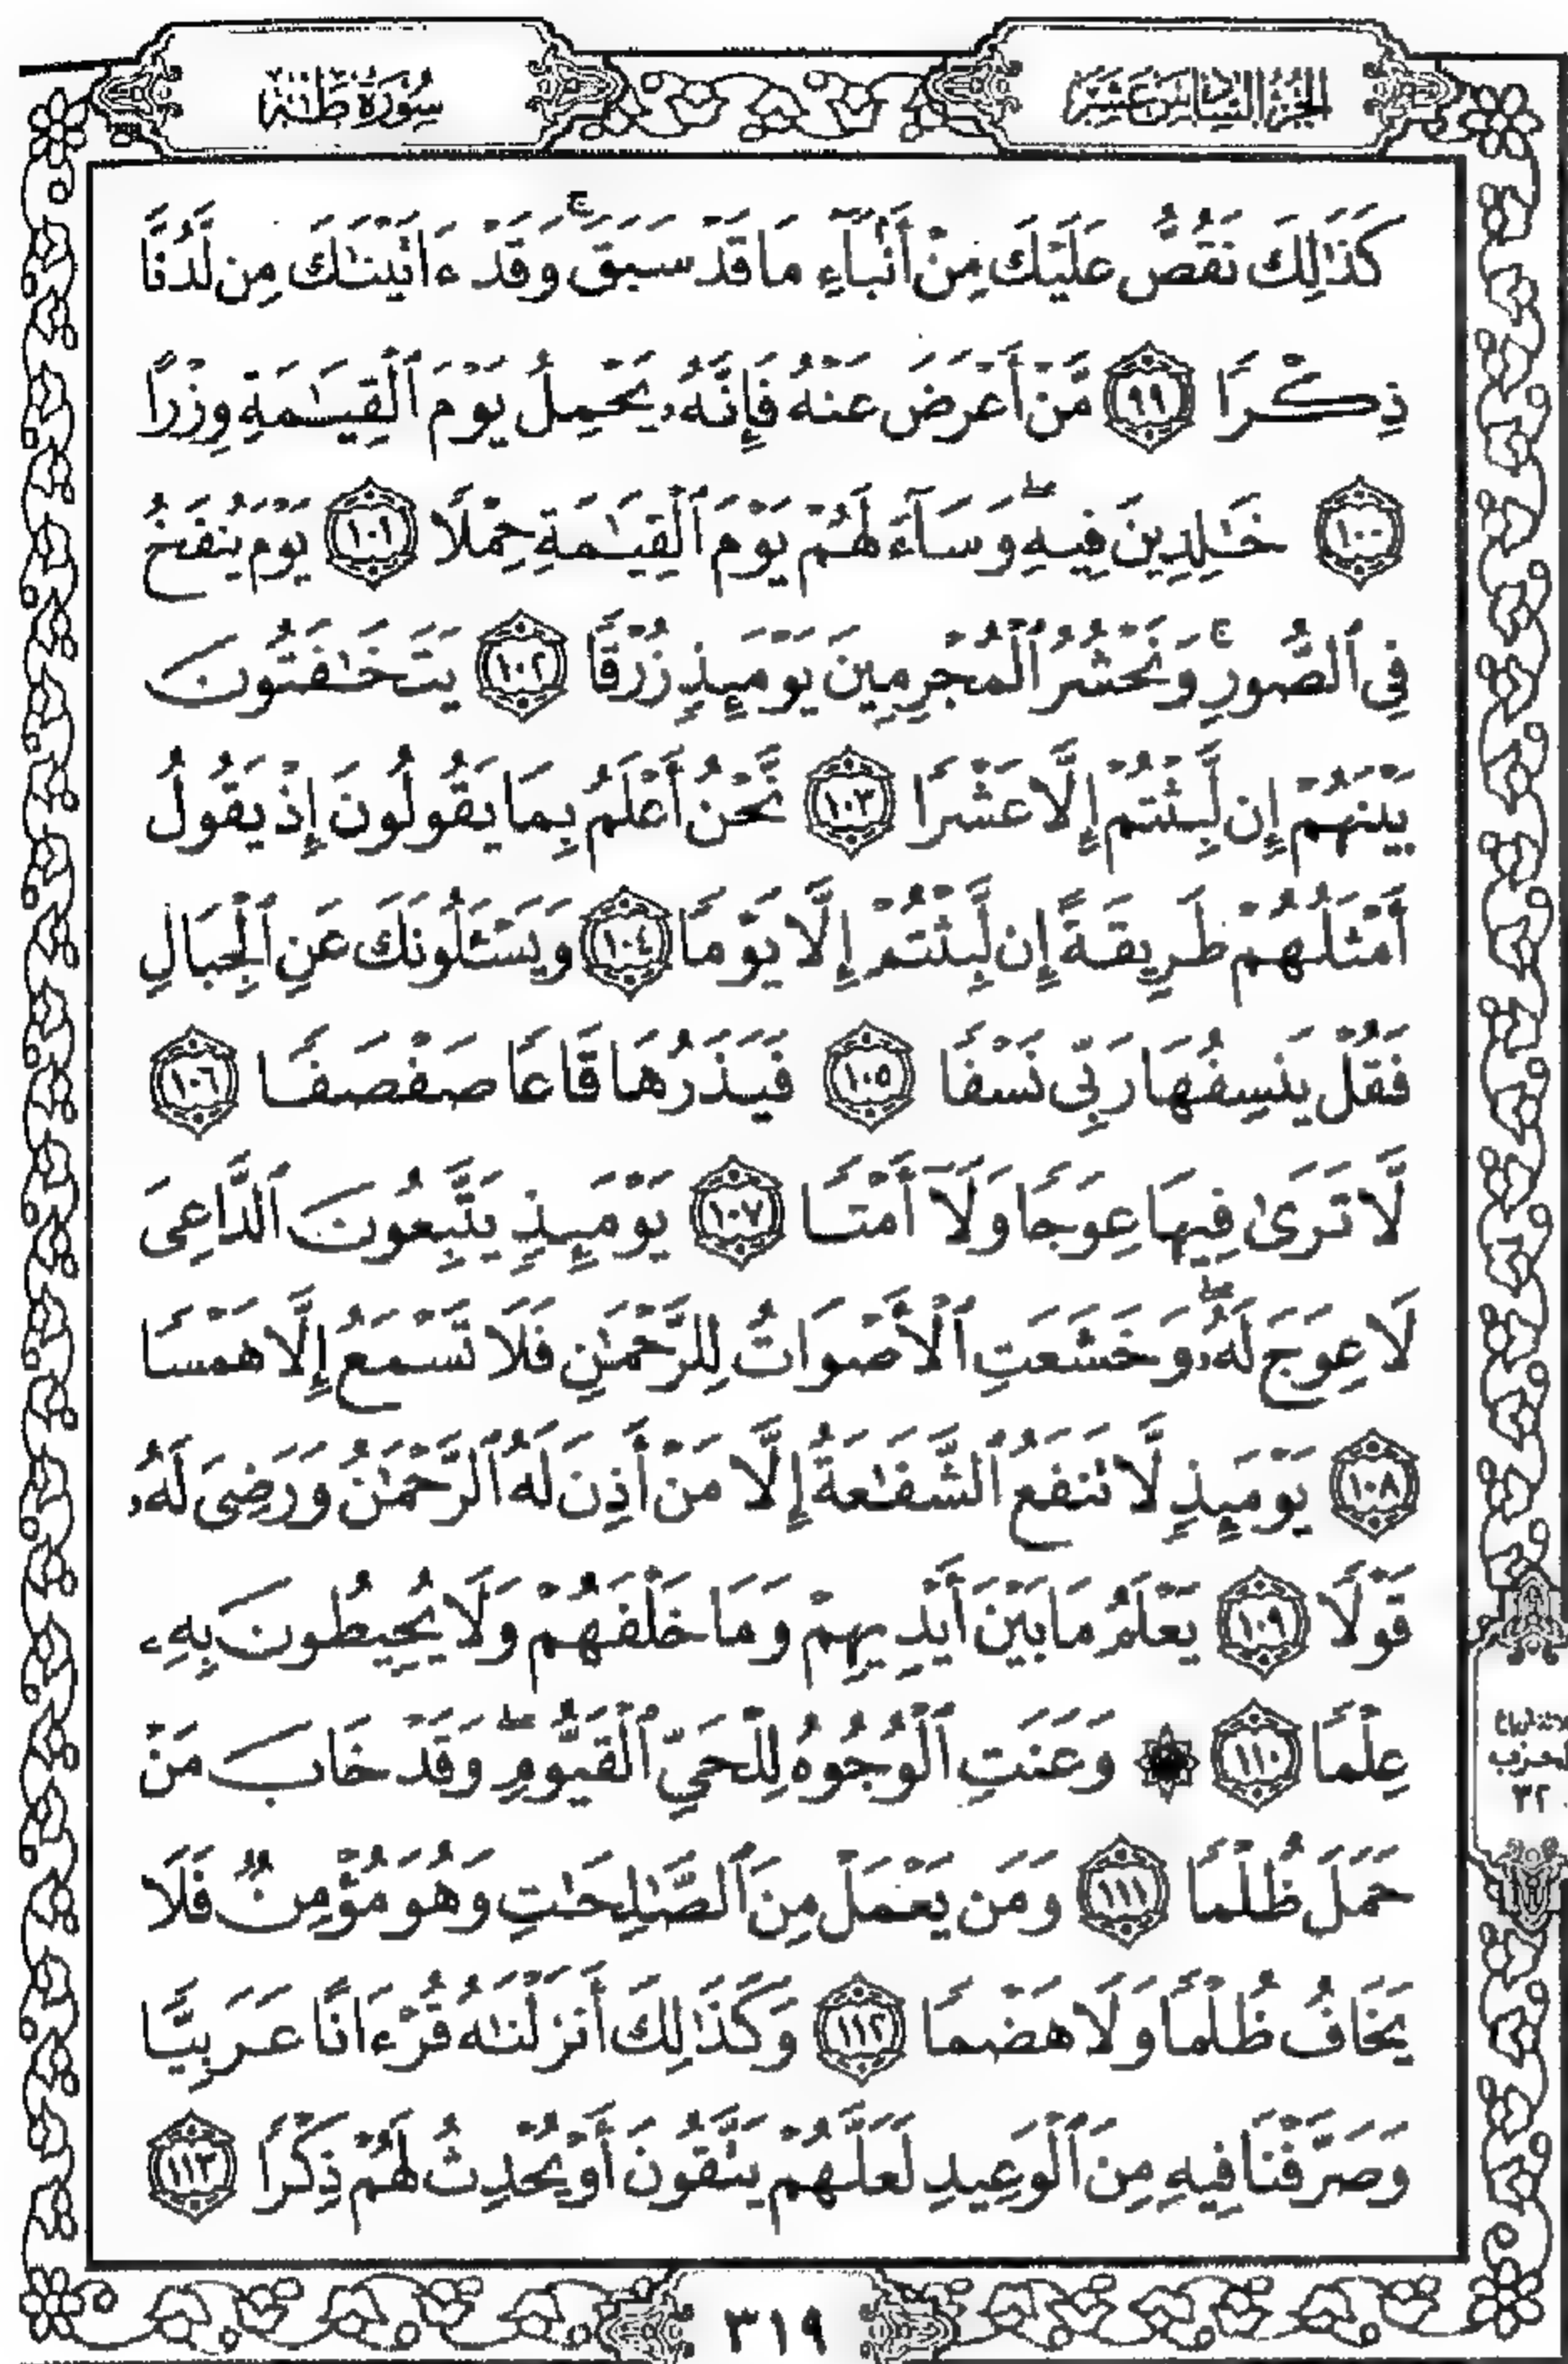 الجزء السادس عشر
سورة طه
كَذَٰلِكَ نَقُصُّ عَلَيْكَ مِنْ أَنۢبَآءِ مَا قَدْ سَبَقَ ۚ وَقَدْ ءَاتَيْنَٰكَ مِن لَّدُنَّا
ذِكْرًا ٩٩ مَّنْ أَعْرَضَ عَنْهُ فَإِنَّهُۥ يَحْمِلُ يَوْمَ ٱلْقِيَٰمَةِ وِزْرًا
١٠٠ خَٰلِدِينَ فِيهِ ۖ وَسَآءَ لَهُمْ يَوْمَ ٱلْقِيَٰمَةِ حِمْلًا ١٠١ يَوْمَ يُنفَخُ
فِى ٱلصُّورِ ۚ وَنَحْشُرُ ٱلْمُجْرِمِينَ يَوْمَئِذٍ زُرْقًا ١٠٢ يَتَخَٰفَتُونَ
بَيْنَهُمْ إِن لَّبِثْتُمْ إِلَّا عَشْرًا ١٠٣ نَّحْنُ أَعْلَمُ بِمَا يَقُولُونَ إِذْ يَقُولُ
أَمْثَلُهُمْ طَرِيقَةً إِن لَّبِثْتُمْ إِلَّا يَوْمًا ١٠٤ وَيَسْـَٔلُونَكَ عَنِ ٱلْجِبَالِ
فَقُلْ يَنسِفُهَا رَبِّى نَسْفًا ١٠٥ فَيَذَرُهَا قَاعًا صَفْصَفًا ١٠٦
لَّا تَرَىٰ فِيهَا عِوَجًا وَلَآ أَمْتًا ١٠٧ يَوْمَئِذٍ يَتَّبِعُونَ ٱلدَّاعِىَ
لَا عِوَجَ لَهُۥ ۖ وَخَشَعَتِ ٱلْأَصْوَاتُ لِلرَّحْمَٰنِ فَلَا تَسْمَعُ إِلَّا هَمْسًا
١٠٨ يَوْمَئِذٍ لَّا تَنفَعُ ٱلشَّفَٰعَةُ إِلَّا مَنْ أَذِنَ لَهُ ٱلرَّحْمَٰنُ وَرَضِىَ لَهُۥ
قَوْلًا ١٠٩ يَعْلَمُ مَا بَيْنَ أَيْدِيهِمْ وَمَا خَلْفَهُمْ وَلَا يُحِيطُونَ بِهِۦ
عِلْمًا ١١٠ ۞ وَعَنَتِ ٱلْوُجُوهُ لِلْحَىِّ ٱلْقَيُّومِ ۖ وَقَدْ خَابَ مَنْ
حَمَلَ ظُلْمًا ١١١ وَمَن يَعْمَلْ مِنَ ٱلصَّٰلِحَٰتِ وَهُوَ مُؤْمِنٌ فَلَا
يَخَافُ ظُلْمًا وَلَا هَضْمًا ١١٢ وَكَذَٰلِكَ أَنزَلْنَٰهُ قُرْءَانًا عَرَبِيًّا
وَصَرَّفْنَا فِيهِ مِنَ ٱلْوَعِيدِ لَعَلَّهُمْ يَتَّقُونَ أَوْ يُحْدِثُ لَهُمْ ذِكْرًا ١١٣
الحزب
٣٢
٣١٩